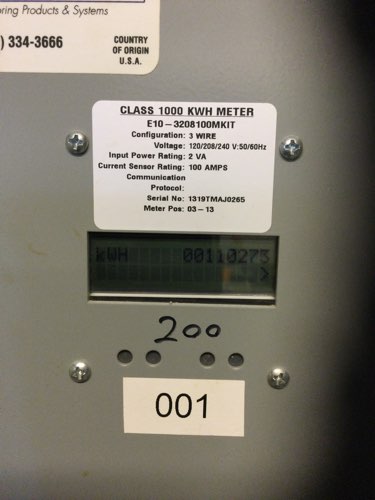 ring Products & Systems
) 334-3666
COUNTRY
OF ORIGIN
U.S.A.
CLASS 1000 KWH METER
E10-3208100MKIT
Configuration: 3 WIRE
Voltage: 120/208/240 V:50/60Hz
Input Power Rating: 2 VA
Current Sensor Rating: 100 AMPS
Communication
Protocol:
Serial No: 1319TMAJ0265
Meter Pos: 03-13
kWH 00110273
>
200
001